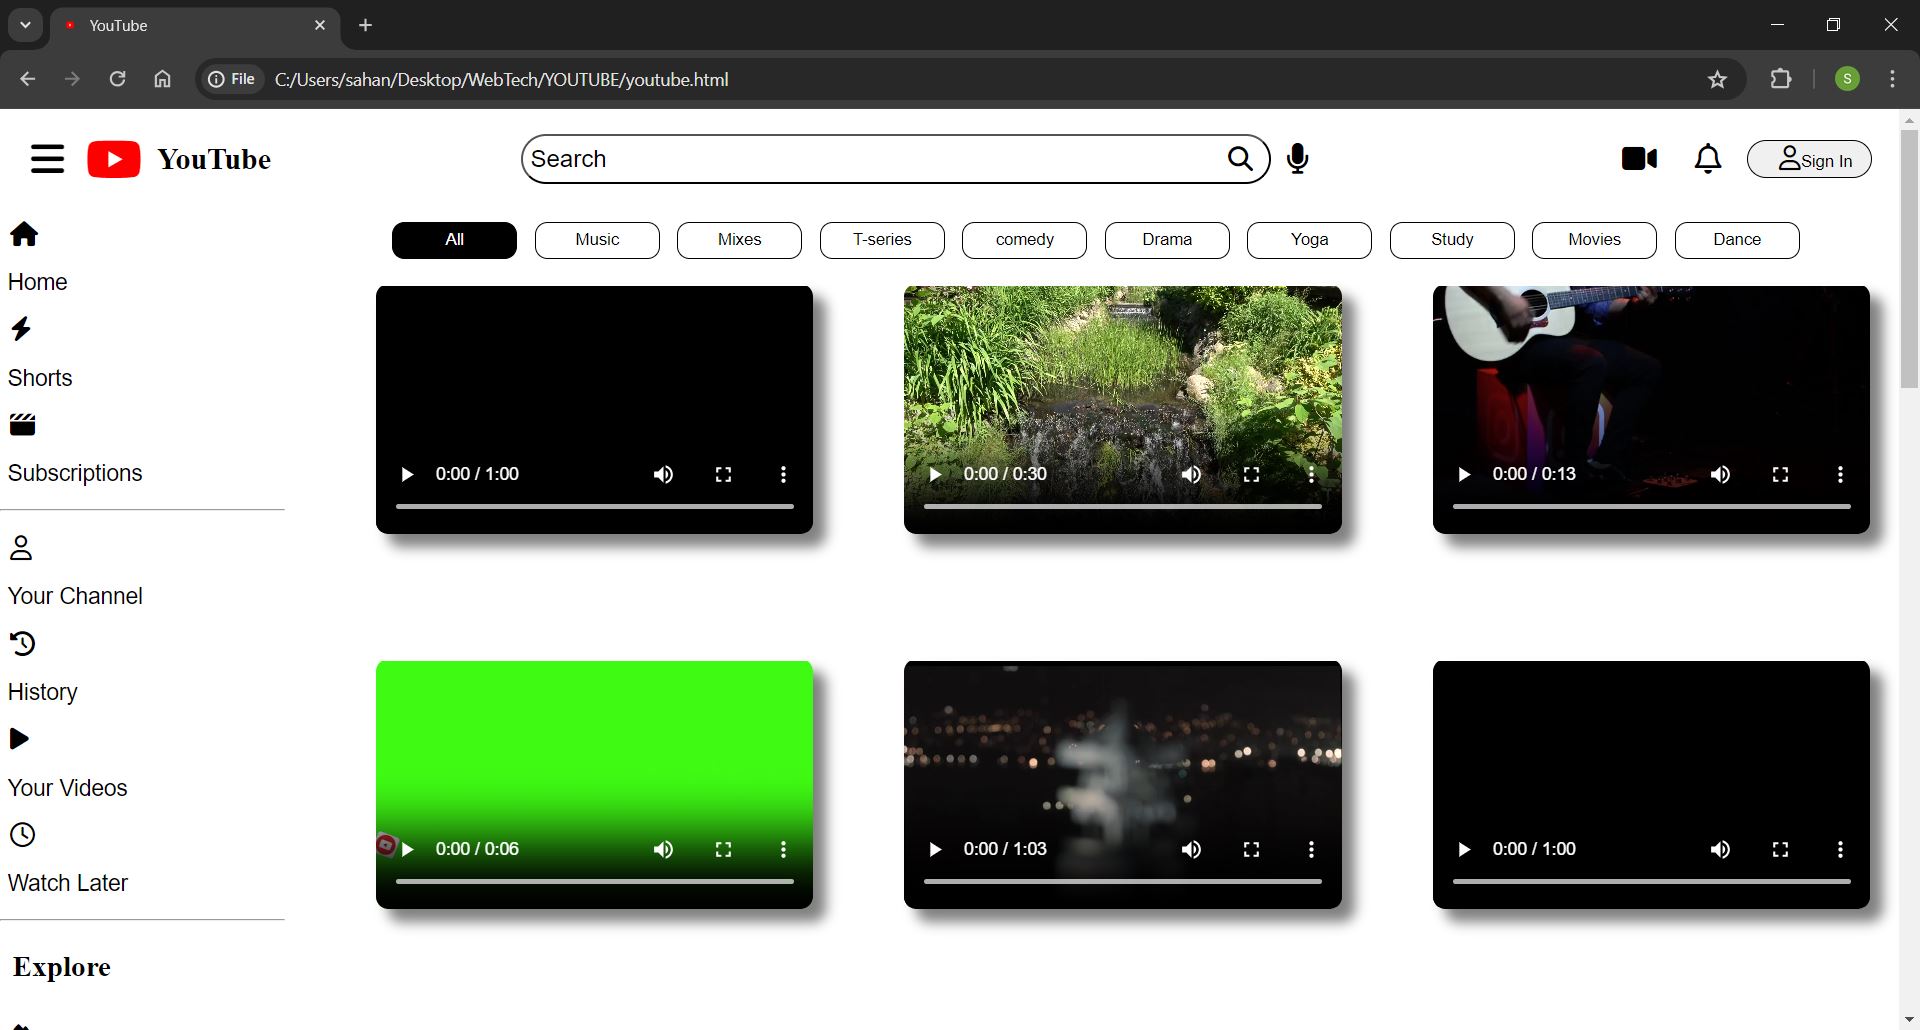 YouTube
File C:/Users/sahan/Desktop/WebTech/YOUTUBE/youtube.html
S
YouTube
Search
Sign In
All Music Mixes T-series comedy Drama Yoga Study Movies Dance
Home
Shorts
Subscriptions
Your Channel
History
Your Videos
Watch Later
Explore
0:00 / 1:00
0:00 / 0:30
0:00 / 0:13
0:00 / 0:06
0:00 / 1:03
0:00 / 1:00